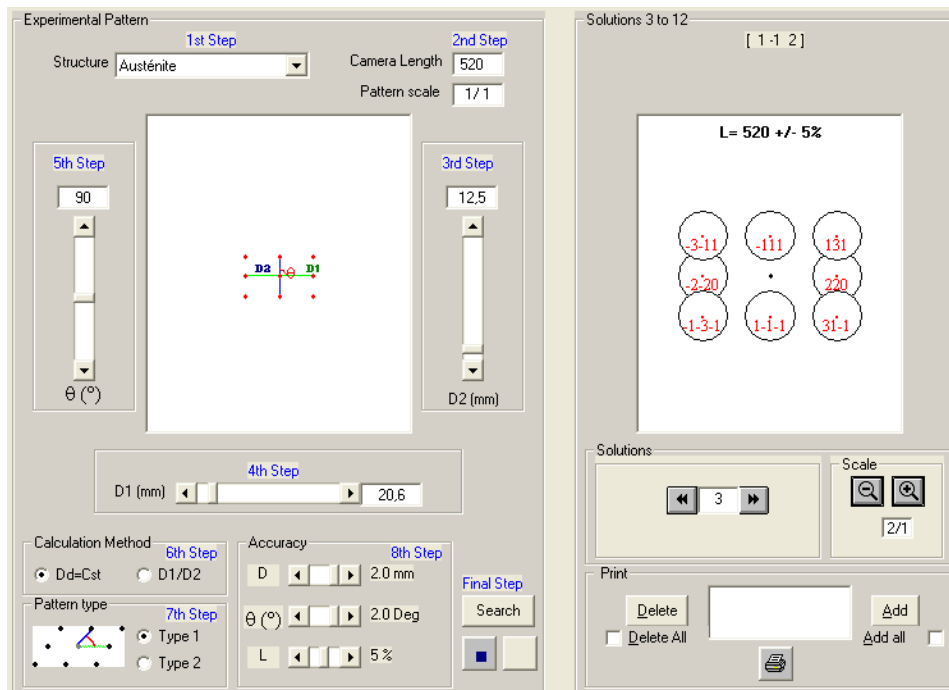 Experimental Pattern
1st Step
2nd Step
Structure
Austénite
Camera Length
520
Pattern scale
1/ 1
5th Step
90
θ (º)
D2
θ
D1
3rd Step
12,5
D2 (mm)
4th Step
D1 (mm)
20,6
Calculation Method
6th Step
Dd=Cst
D1/D2
Pattern type
7th Step
Type 1
Type 2
Accuracy
8th Step
D
2.0 mm
θ (º)
2.0 Deg
L
5 %
Final Step
Search
Solutions 3 to 12
[ 1 -1 2 ]
L= 520 +/- 5%
-3-11
-111
131
-2-20
220
-1-3-1
1-1-1
31-1
Solutions
3
Scale
2/1
Print
Delete
Delete All
Add
Add all